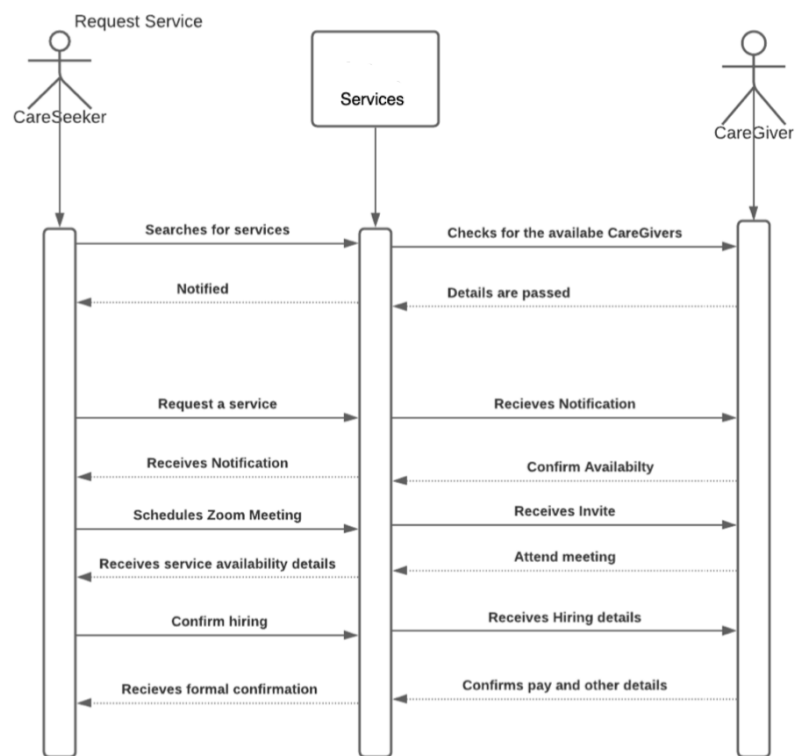 Request Service
CareSeeker
Services
CareGiver
Searches for services
Checks for the availabe CareGivers
Notified
Details are passed
Request a service
Recieves Notification
Receives Notification
Confirm Availabilty
Schedules Zoom Meeting
Receives Invite
Receives service availability details
Attend meeting
Confirm hiring
Receives Hiring details
Recieves formal confirmation
Confirms pay and other details